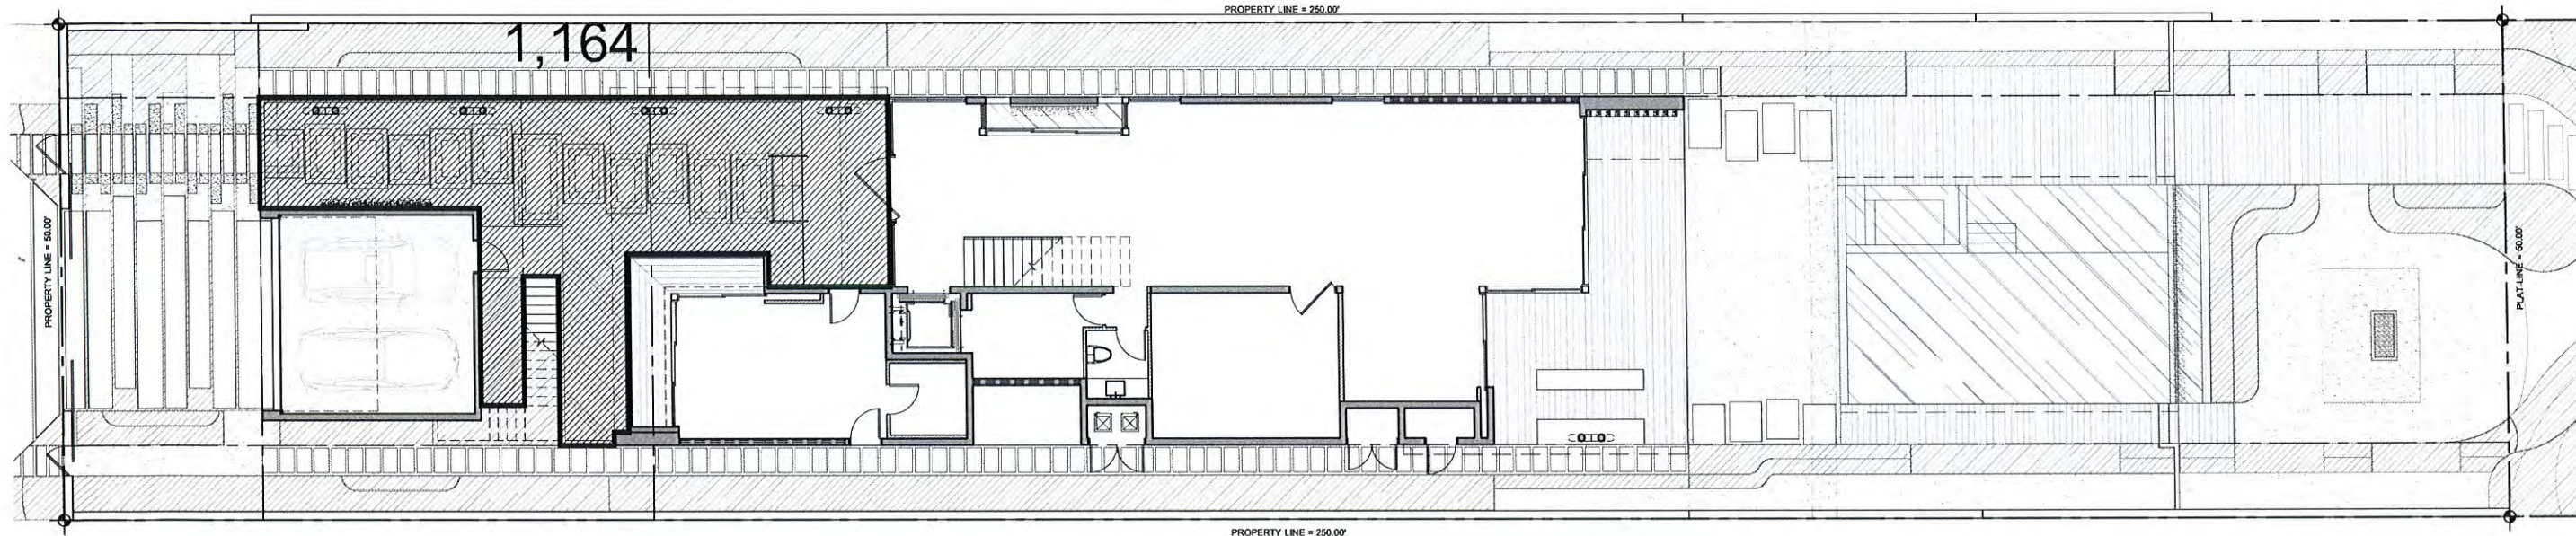 PROPERTY LINE = 250.00'
1,164
PROPERTY LINE = 50.00'
PLAT-LINE = 50.00'
PROPERTY LINE = 250.00'